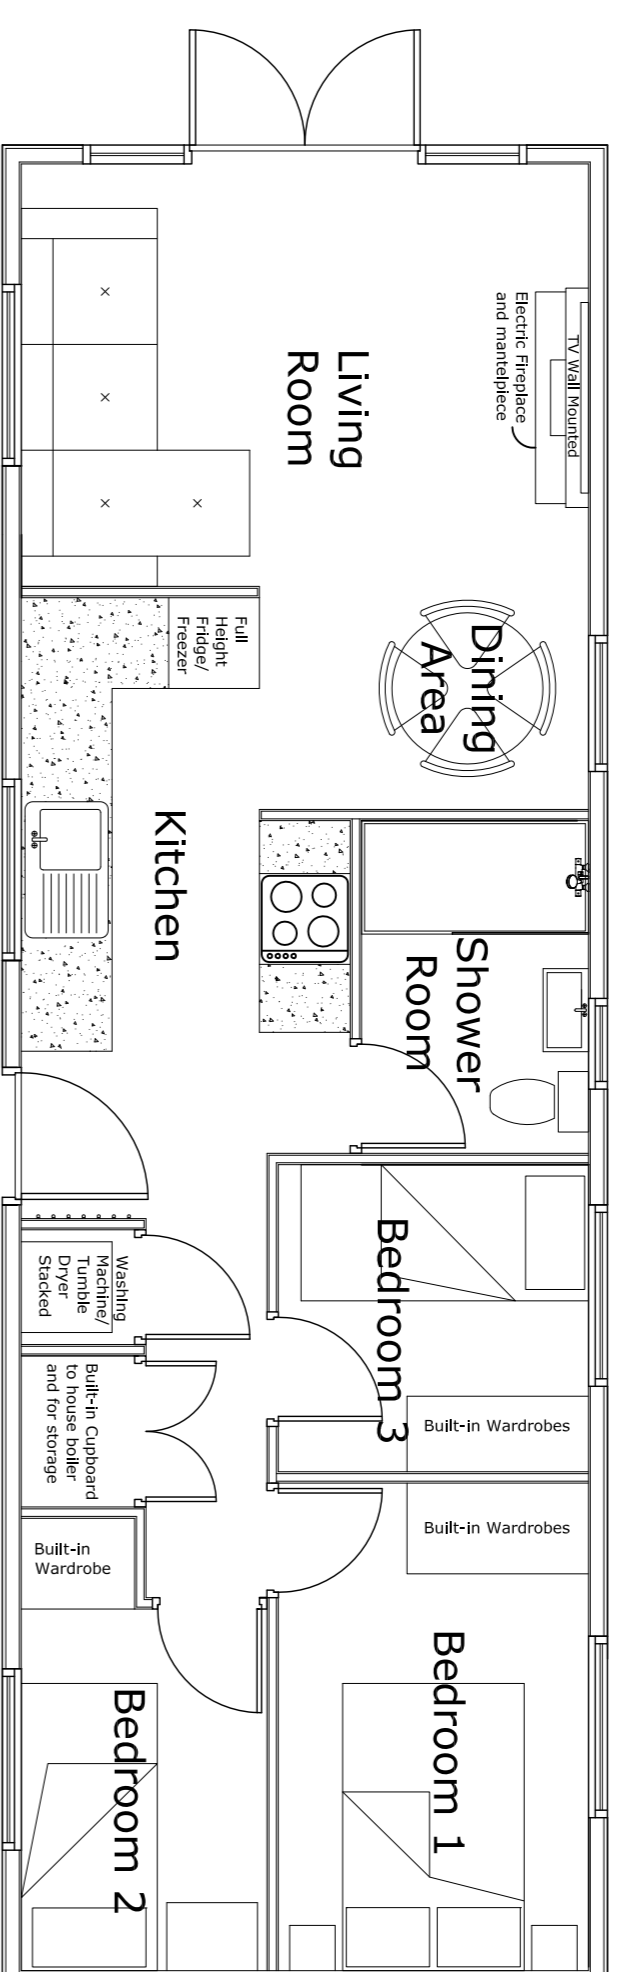 Living
Room
Electric Fireplace
and mantelpiece
TV Wall Mounted
Dining
Area
Full
Height
Fridge/
Freezer
Kitchen
Shower
Room
Bedroom 3
Built-in Wardrobes
Washing
Machine/
Tumble
Dryer
Stacked
Built-in Cupboard
to house boiler
and for storage
Built-in Wardrobes
Built-in
Wardrobe
Bedroom 1
Bedroom 2